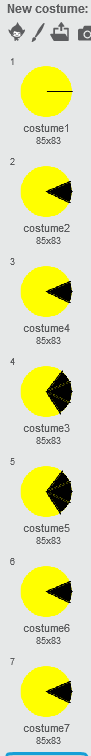 New costume:
1
costume1
85x83
2
costume2
85x83
3
costume4
85x83
4
costume3
85x83
5
costume5
85x83
6
costume6
85x83
7
costume7
85x83